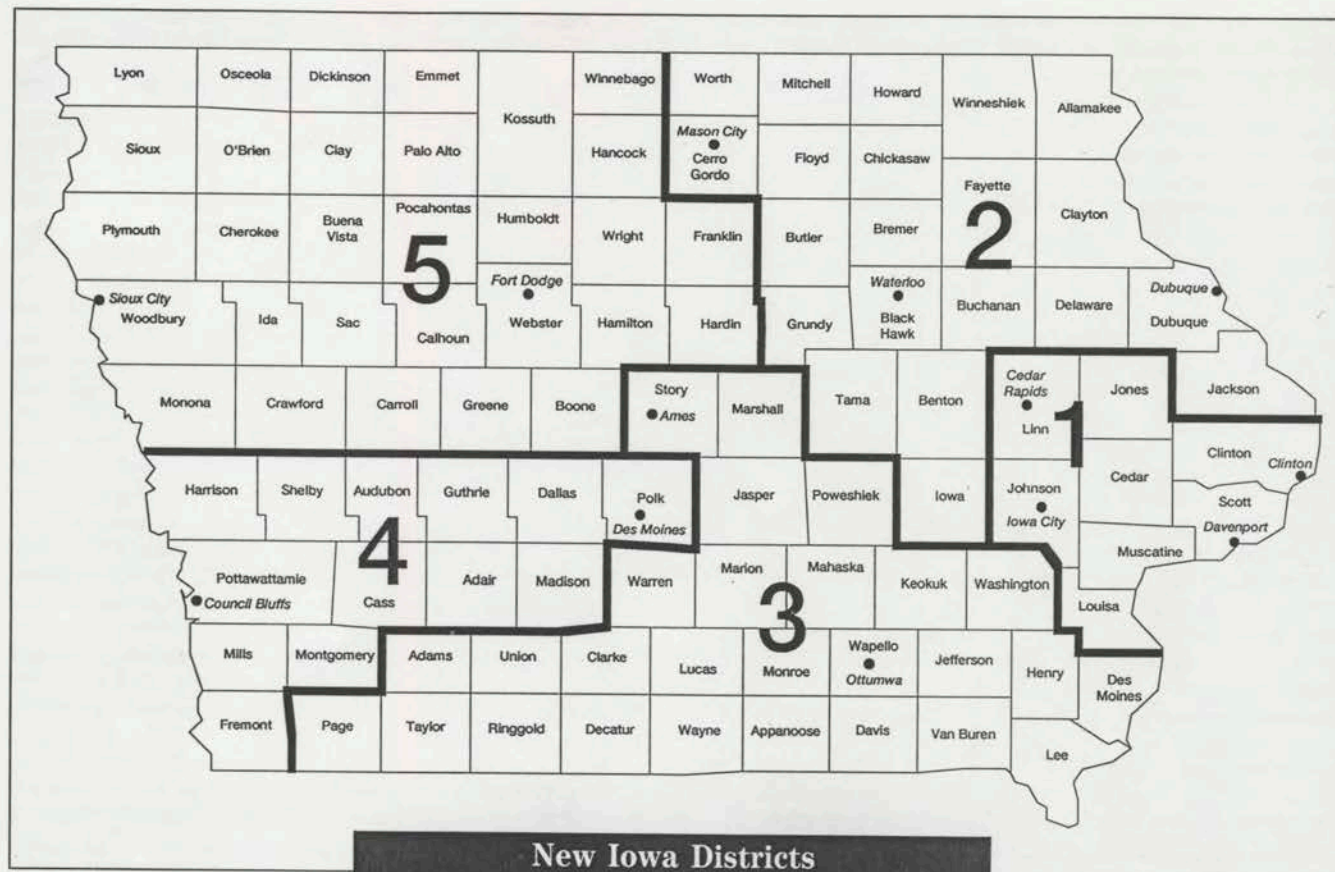 Lyon
Osceola
Dickinson
Emmet
Kossuth
Winnebago
Worth
Mitchell
Howard
Winneshiek
Allamakee
Sioux
O'Brien
Clay
Palo Alto
Hancock
Mason City
Cerro
Gordo
Floyd
Chickasaw
Fayette
2
Clayton
Plymouth
Cherokee
Buena
Vista
Pocahontas
5
Humboldt
Wright
Franklin
Butler
Bremer
Sioux City
Woodbury
Ida
Sac
Calhoun
Fort Dodge
Webster
Hamilton
Hardin
Grundy
Waterloo
Black
Hawk
Buchanan
Delaware
Dubuque
Dubuque
Monona
Crawford
Carroll
Greene
Boone
Story
Ames
Marshall
Tama
Benton
Cedar
Rapids
Linn
1
Jones
Jackson
Harrison
Shelby
Audubon
4
Guthrie
Dallas
Polk
Des Moines
Jasper
Poweshiek
Iowa
Johnson
Iowa City
Cedar
Clinton
Clinton
Scott
Davenport
Muscatine
Pottawattamie
Council Bluffs
Cass
Adair
Madison
Warren
Marion
3
Mahaska
Keokuk
Washington
Louisa
Mills
Montgomery
Adams
Union
Clarke
Lucas
Monroe
Wapello
Ottumwa
Jefferson
Henry
Des
Moines
Fremont
Page
Taylor
Ringgold
Decatur
Wayne
Appanoose
Davis
Van Buren
Lee
New Iowa Districts